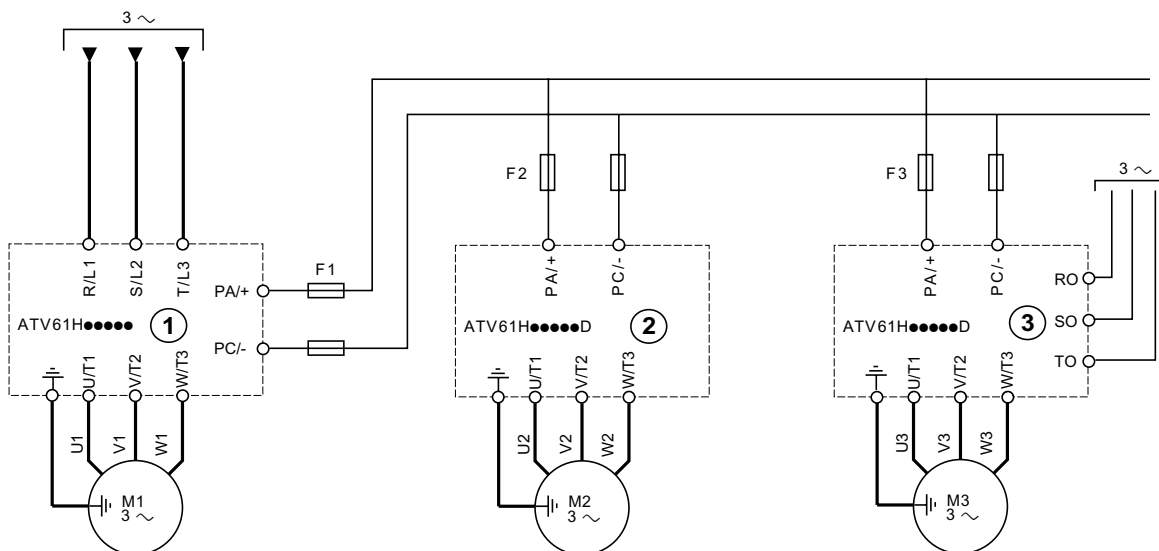 3 ～
F2
F3
3 ～
R/L1
S/L2
T/L3
PA/+
F1
PA/+
PC/-
PA/+
PC/-
RO
ATV61H●●●●●
1
ATV61H●●●●●D
2
ATV61H●●●●●D
3
SO
PC/-
TO
U/T1
V/T2
W/T3
U/T1
V/T2
W/T3
U/T1
V/T2
W/T3
U1
V1
W1
U2
V2
W2
U3
V3
W3
M1
3 ～
M2
3 ～
M3
3 ～